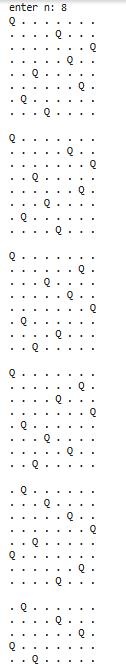 enter n: 8
Q . . . . . . .
. . . . Q . . .
. . . . . . . Q
. . . . . Q . .
. . Q . . . . .
. . . . . . Q .
. Q . . . . . .
. . . Q . . . .
Q . . . . . . .
. . . . . Q . .
. . . . . . . Q
. . Q . . . . .
. . . . . . Q .
. . . Q . . . .
. Q . . . . . .
. . . . Q . . .
Q . . . . . . .
. . . . . . Q .
. . . Q . . . .
. . . . . Q . .
. . . . . . . Q
. Q . . . . . .
. . . . Q . . .
. . Q . . . . .
Q . . . . . . .
. . . . . . Q .
. . . . Q . . .
. . . . . . . Q
. Q . . . . . .
. . . Q . . . .
. . . . . Q . .
. . Q . . . . .
. Q . . . . . .
. . . Q . . . .
. . . . . Q . .
. . . . . . . Q
. . Q . . . . .
Q . . . . . . .
. . . . . . Q .
. . . . Q . . .
. Q . . . . . .
. . . . Q . . .
. . . . . . Q .
Q . . . . . . .
. . Q . . . . .